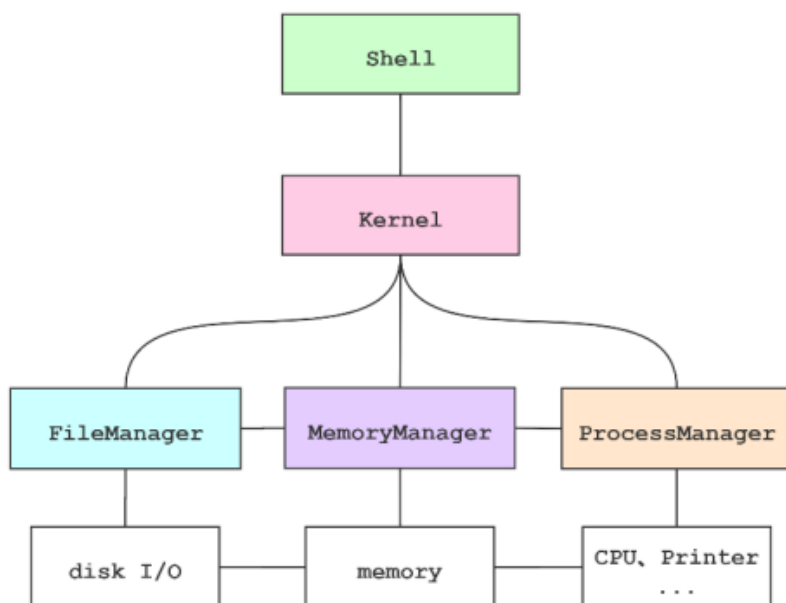 Shell
Kernel
FileManager
MemoryManager
ProcessManager
disk I/O
memory
CPU、Printer
...